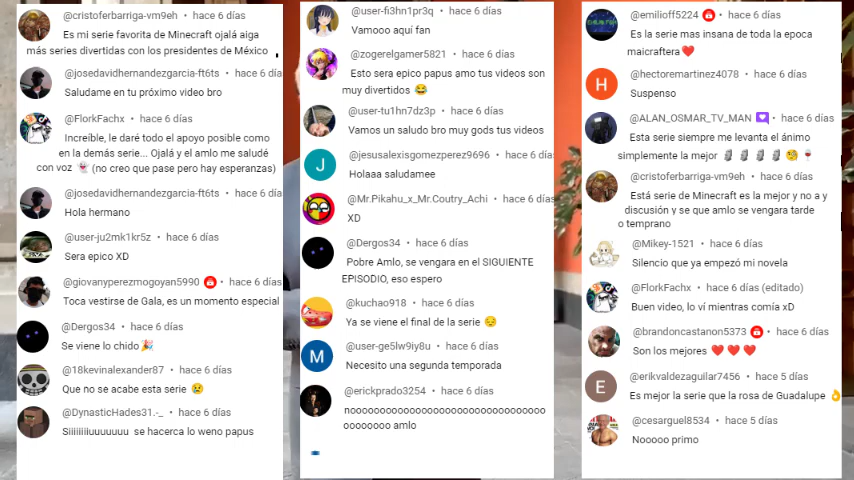 @cristoferbarriga-vm9eh • hace 6 días
Es mi serie favorita de Minecraft ojalá aiga
más series divertidas con los presidentes de México
@josedavidhernandezgarcia-ft6ts • hace 6 día
Saludame en tu próximo video bro
@FlorkFachx • hace 6 días
Increíble, le daré todo el apoyo posible como
en la demás serie... Ojalá y el amlo me saludé
con voz 👻 (no creo que pase pero hay esperanzas)
@josedavidhernandezgarcia-ft6ts • hace 6 días
Hola hermano
@user-ju2mk1kr5z • hace 6 días
Sera epico XD
@giovanyperezmogoyan5990 • hace 6 días
Toca vestirse de Gala, es un momento especial
@Dergos34 • hace 6 días
Se viene lo chido🎉
@18kevinalexander87 • hace 6 días
Que no se acabe esta serie 😢
@DynasticHades31.-_ • hace 6 días
Siiiiiiiiuuuuuuu se hacerca lo weno papus
@user-fi3hn1pr3q • hace 6 días
Vamooo aquí fan
@zogerelgamer5821 • hace 6 días
Esto sera epico papus amo tus videos son
muy divertidos 😂
@user-tu1hn7dz3p • hace 6 días
Vamos un saludo bro muy gods tus videos
@jesusalexisgomezperez9696 • hace 6 días
Holaaa saludamee
@Mr.Pikahu_x_Mr.Coutry_Achi • hace 6 días
XD
@Dergos34 • hace 6 días
Pobre Amlo, se vengara en el SIGUIENTE
EPISODIO, eso espero
@kuchao918 • hace 6 días
Ya se viene el final de la serie 😔
@user-ge5lw9iy8u • hace 6 días
Necesito una segunda temporada
@erickprado3254 • hace 6 días
nooooooooooooooooooooooooooooooooooo
oooooooo amlo
@emilioff5224 • hace 6 días
Es la serie mas insana de toda la epoca
maicraftera❤️
@hectoremartinez4078 • hace 6 días
Suspenso
@ALAN_OSMAR_TV_MAN • hace 6 días
Esta serie siempre me levanta el ánimo
simplemente la mejor 🗿🗿🗿🗿🧐🍷
@cristoferbarriga-vm9eh • hace 6 días
Está serie de Minecraft es la mejor y no a y
discusión y se que amlo se vengara tarde
o temprano
@Mikey-1521 • hace 6 días
Silencio que ya empezó mi novela
@FlorkFachx • hace 6 días (editado)
Buen video, lo ví mientras comía xD
@brandoncastanon5373 • hace 6 días
Son los mejores ❤️ ❤️ ❤️
@erikvaldezaguilar7456 • hace 5 días
Es mejor la serie que la rosa de Guadalupe 👌
@cesarguel8534 • hace 5 días
Nooooo primo